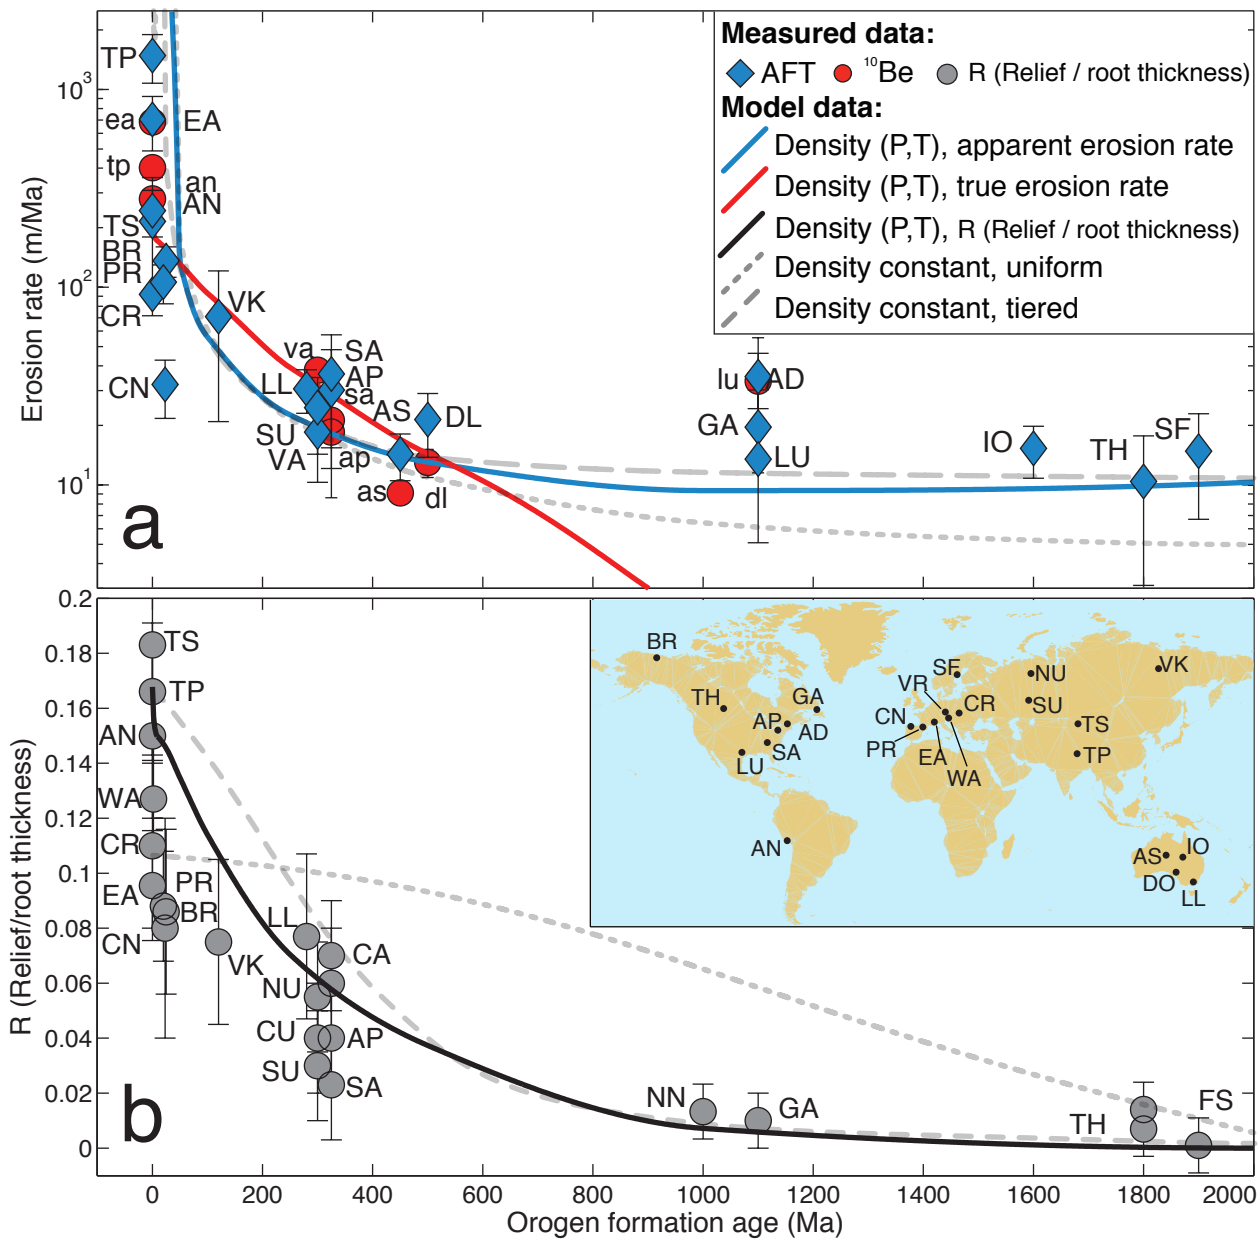 Measured data:
AFT ¹⁰Be R (Relief / root thickness)
Model data:
Density (P,T), apparent erosion rate
Density (P,T), true erosion rate
Density (P,T), R (Relief / root thickness)
Density constant, uniform
Density constant, tiered
Erosion rate (m/Ma)
10³
10²
10¹
TP
ea
EA
tp
an
AN
TS
BR
PR
CR
CN
VK
va
SA
AP
LL
sa
SU
VA
ap
AS
as
DL
dl
lu
AD
GA
LU
IO
TH
SF
a
R (Relief/root thickness)
0.2
0.18
0.16
0.14
0.12
0.1
0.08
0.06
0.04
0.02
0
TS
TP
AN
WA
CR
EA
PR
BR
CN
VK
LL
CA
NU
CU
AP
SU
SA
NN
GA
TH
FS
b
BR
TH
GA
AP
AD
SA
LU
AN
SF
VR
CN
CR
PR
EA
WA
NU
SU
VK
TS
TP
AS
IO
DO
LL
0 200 400 600 800 1000 1200 1400 1600 1800 2000
Orogen formation age (Ma)